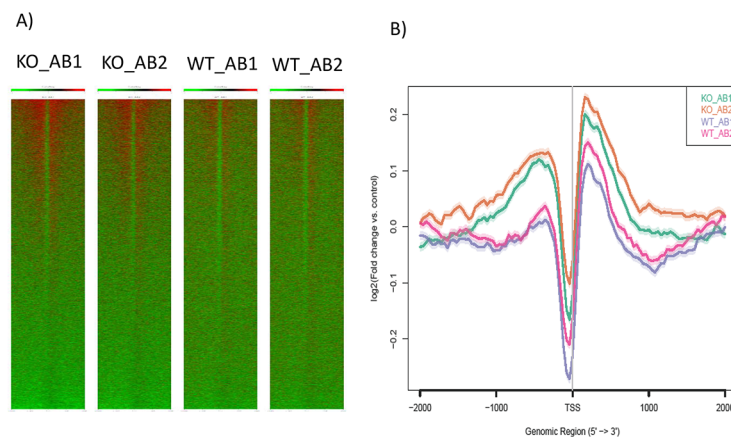 A)
B)
KO_AB1
KO_AB2
WT_AB1
WT_AB2
KO_AB1
KO_AB2
WT_AB1
WT_AB2
0.2
0.1
0.0
-0.1
-0.2
log2(Fold change vs. control)
-2000
-1000
TSS
1000
2000
Genomic Region (5' -> 3')